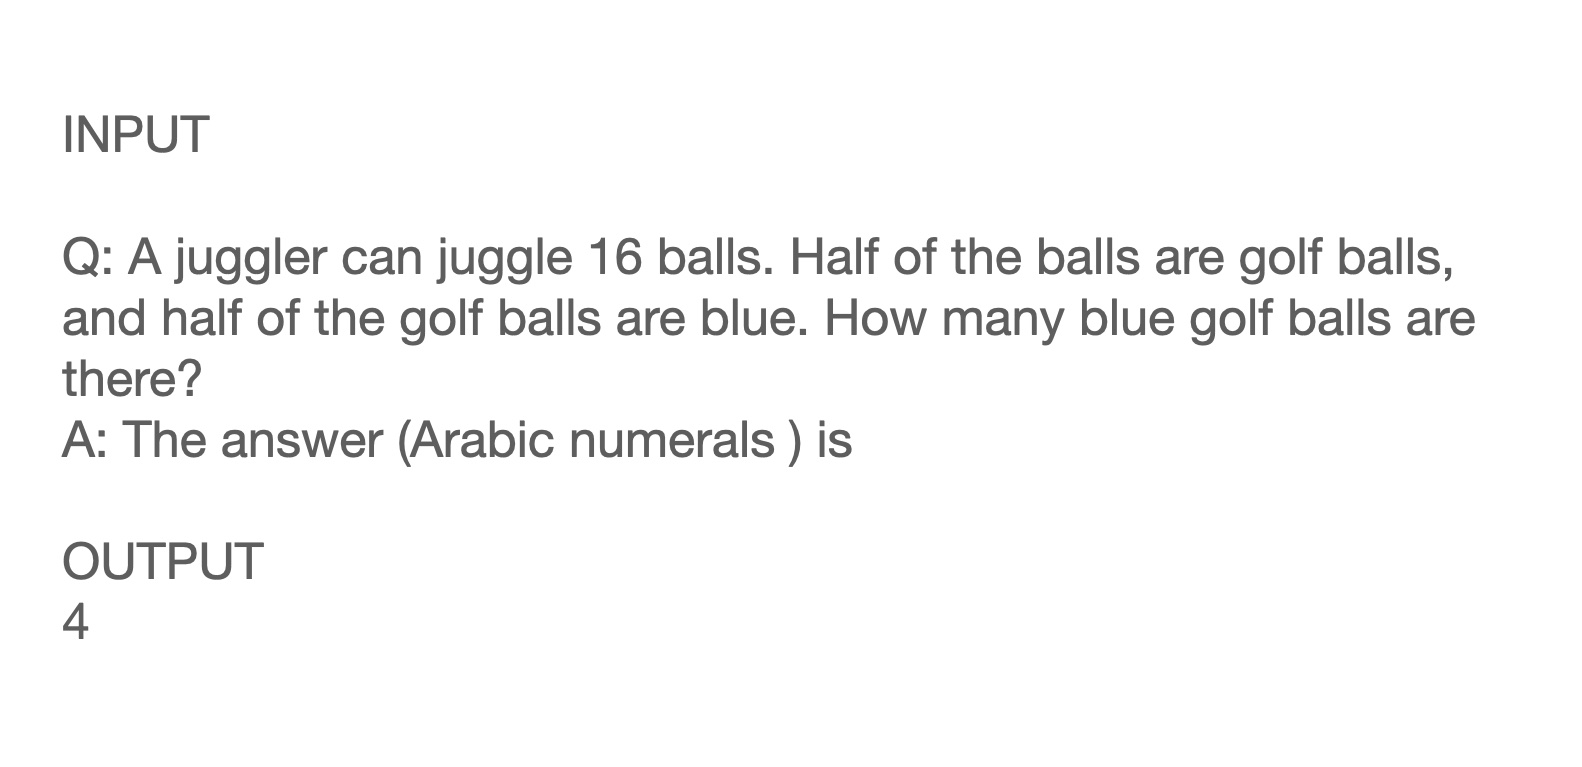 INPUT
Q: A juggler can juggle 16 balls. Half of the balls are golf balls,
and half of the golf balls are blue. How many blue golf balls are
there?
A: The answer (Arabic numerals ) is
OUTPUT
4